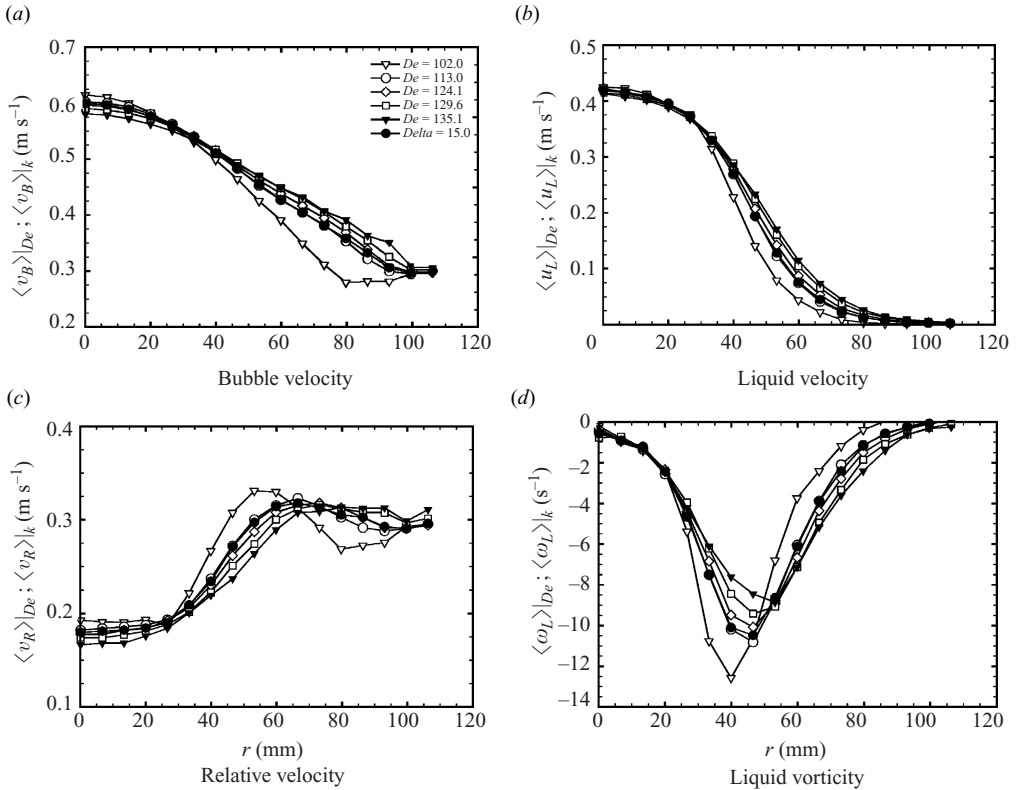 (a)
⟨v_B⟩|_De ; ⟨v_B⟩|_k (m s⁻¹)
0.7
0.6
0.5
0.4
0.3
0.2
De = 102.0
De = 113.0
De = 124.1
De = 129.6
De = 135.1
Delta = 15.0
0 20 40 60 80 100 120
Bubble velocity
(b)
⟨u_L⟩|_De ; ⟨u_L⟩|_k (m s⁻¹)
0.5
0.4
0.3
0.2
0.1
0 20 40 60 80 100 120
Liquid velocity
(c)
⟨v_R⟩|_De ; ⟨v_R⟩|_k (m s⁻¹)
0.4
0.3
0.2
0.1
0 20 40 60 80 100 120
r (mm)
Relative velocity
(d)
⟨ω_L⟩|_De ; ⟨ω_L⟩|_k (s⁻¹)
0
−2
−4
−6
−8
−10
−12
−14
0 20 40 60 80 100 120
r (mm)
Liquid vorticity